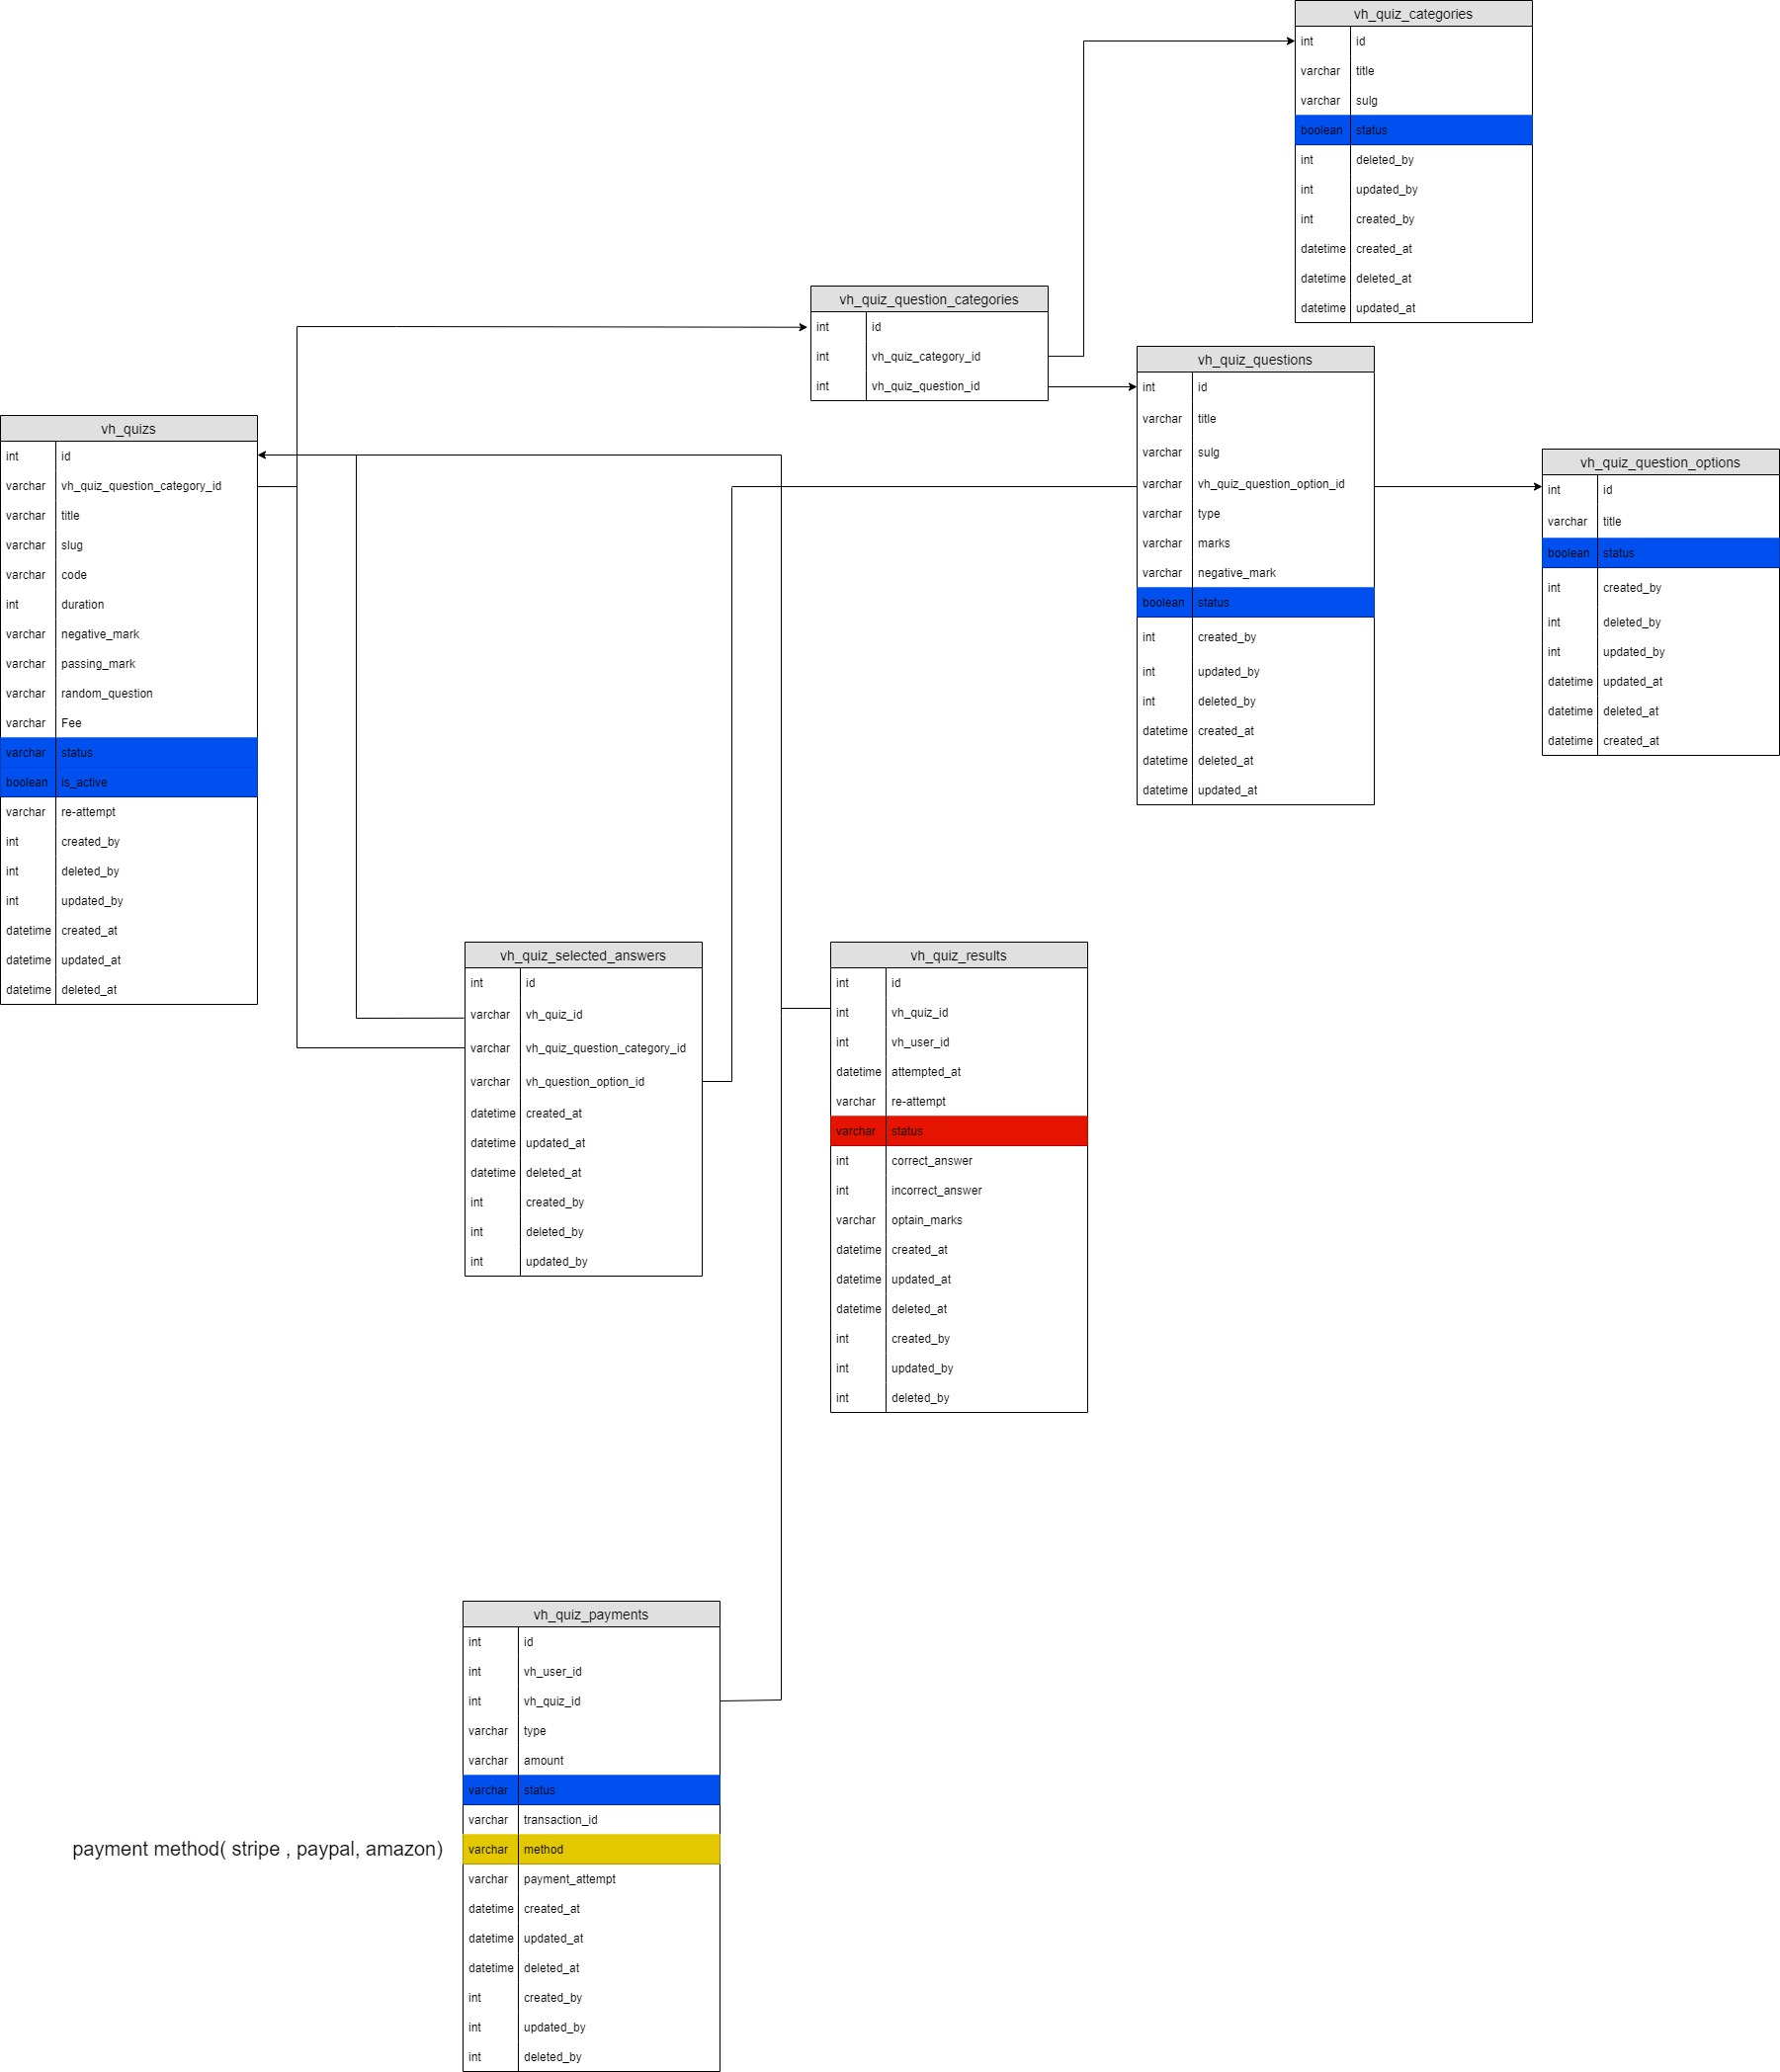 vh_quiz_categories
int id
varchar title
varchar sulg
boolean status
int deleted_by
int updated_by
int created_by
datetime created_at
datetime deleted_at
datetime updated_at
vh_quiz_question_categories
int id
int vh_quiz_category_id
int vh_quiz_question_id
vh_quiz_questions
int id
varchar title
varchar sulg
varchar vh_quiz_question_option_id
varchar type
varchar marks
varchar negative_mark
boolean status
int created_by
int updated_by
int deleted_by
datetime created_at
datetime deleted_at
datetime updated_at
vh_quiz_question_options
int id
varchar title
boolean status
int created_by
int deleted_by
int updated_by
datetime updated_at
datetime deleted_at
datetime created_at
vh_quizs
int id
varchar vh_quiz_question_category_id
varchar title
varchar slug
varchar code
int duration
varchar negative_mark
varchar passing_mark
varchar random_question
varchar Fee
varchar status
boolean is_active
varchar re-attempt
int created_by
int deleted_by
int updated_by
datetime created_at
datetime updated_at
datetime deleted_at
vh_quiz_selected_answers
int id
varchar vh_quiz_id
varchar vh_quiz_question_category_id
varchar vh_question_option_id
datetime created_at
datetime updated_at
datetime deleted_at
int created_by
int deleted_by
int updated_by
vh_quiz_results
int id
int vh_quiz_id
int vh_user_id
datetime attempted_at
varchar re-attempt
varchar status
int correct_answer
int incorrect_answer
varchar optain_marks
datetime created_at
datetime updated_at
datetime deleted_at
int created_by
int updated_by
int deleted_by
vh_quiz_payments
int id
int vh_user_id
int vh_quiz_id
varchar type
varchar amount
varchar status
varchar transaction_id
payment method( stripe , paypal, amazon)
varchar method
varchar payment_attempt
datetime created_at
datetime updated_at
datetime deleted_at
int created_by
int updated_by
int deleted_by